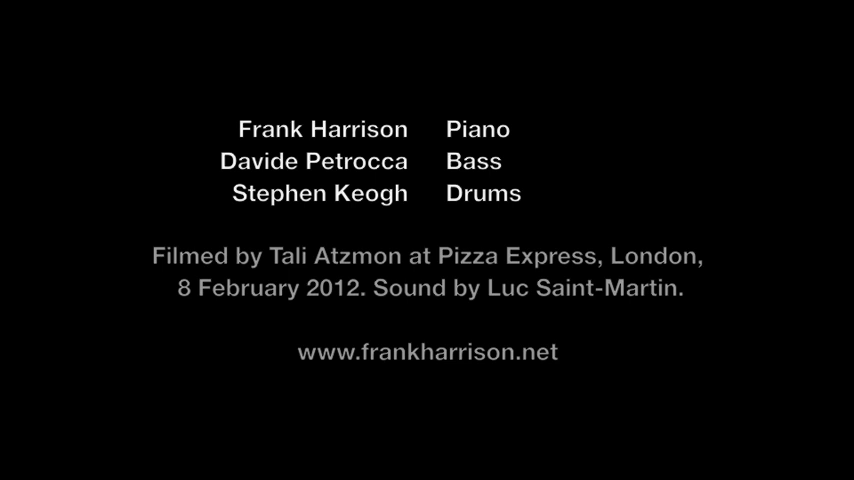 Frank Harrison Piano
Davide Petrocca Bass
Stephen Keogh Drums
Filmed by Tali Atzmon at Pizza Express, London,
8 February 2012. Sound by Luc Saint-Martin.
www.frankharrison.net